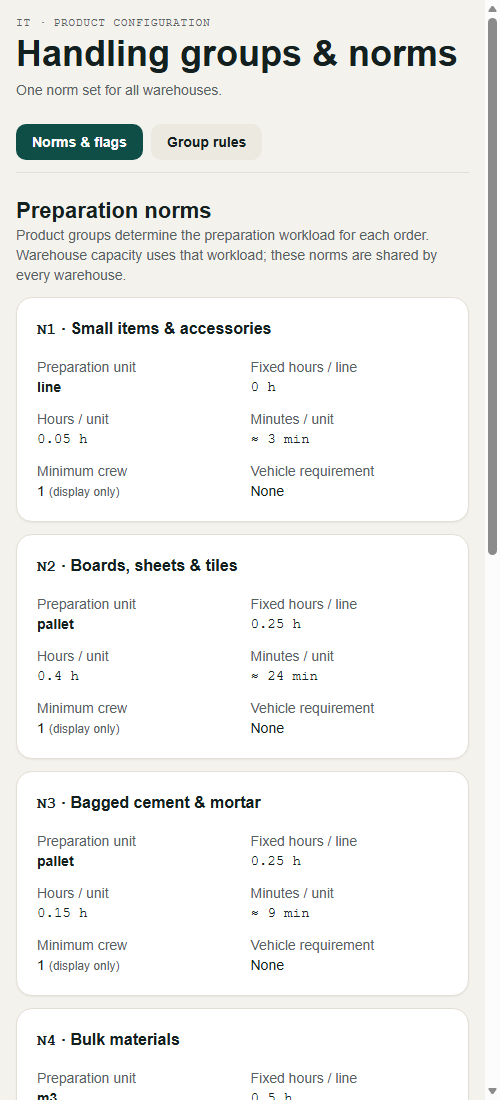 IT · PRODUCT CONFIGURATION
Handling groups & norms
One norm set for all warehouses.
Norms & flags Group rules
Preparation norms
Product groups determine the preparation workload for each order.
Warehouse capacity uses that workload; these norms are shared by
every warehouse.
N1 · Small items & accessories
Preparation unit Fixed hours / line
line 0 h
Hours / unit Minutes / unit
0.05 h ≈ 3 min
Minimum crew Vehicle requirement
1 (display only) None
N2 · Boards, sheets & tiles
Preparation unit Fixed hours / line
pallet 0.25 h
Hours / unit Minutes / unit
0.4 h ≈ 24 min
Minimum crew Vehicle requirement
1 (display only) None
N3 · Bagged cement & mortar
Preparation unit Fixed hours / line
pallet 0.25 h
Hours / unit Minutes / unit
0.15 h ≈ 9 min
Minimum crew Vehicle requirement
1 (display only) None
N4 · Bulk materials
Preparation unit Fixed hours / line
m3 0.5 h